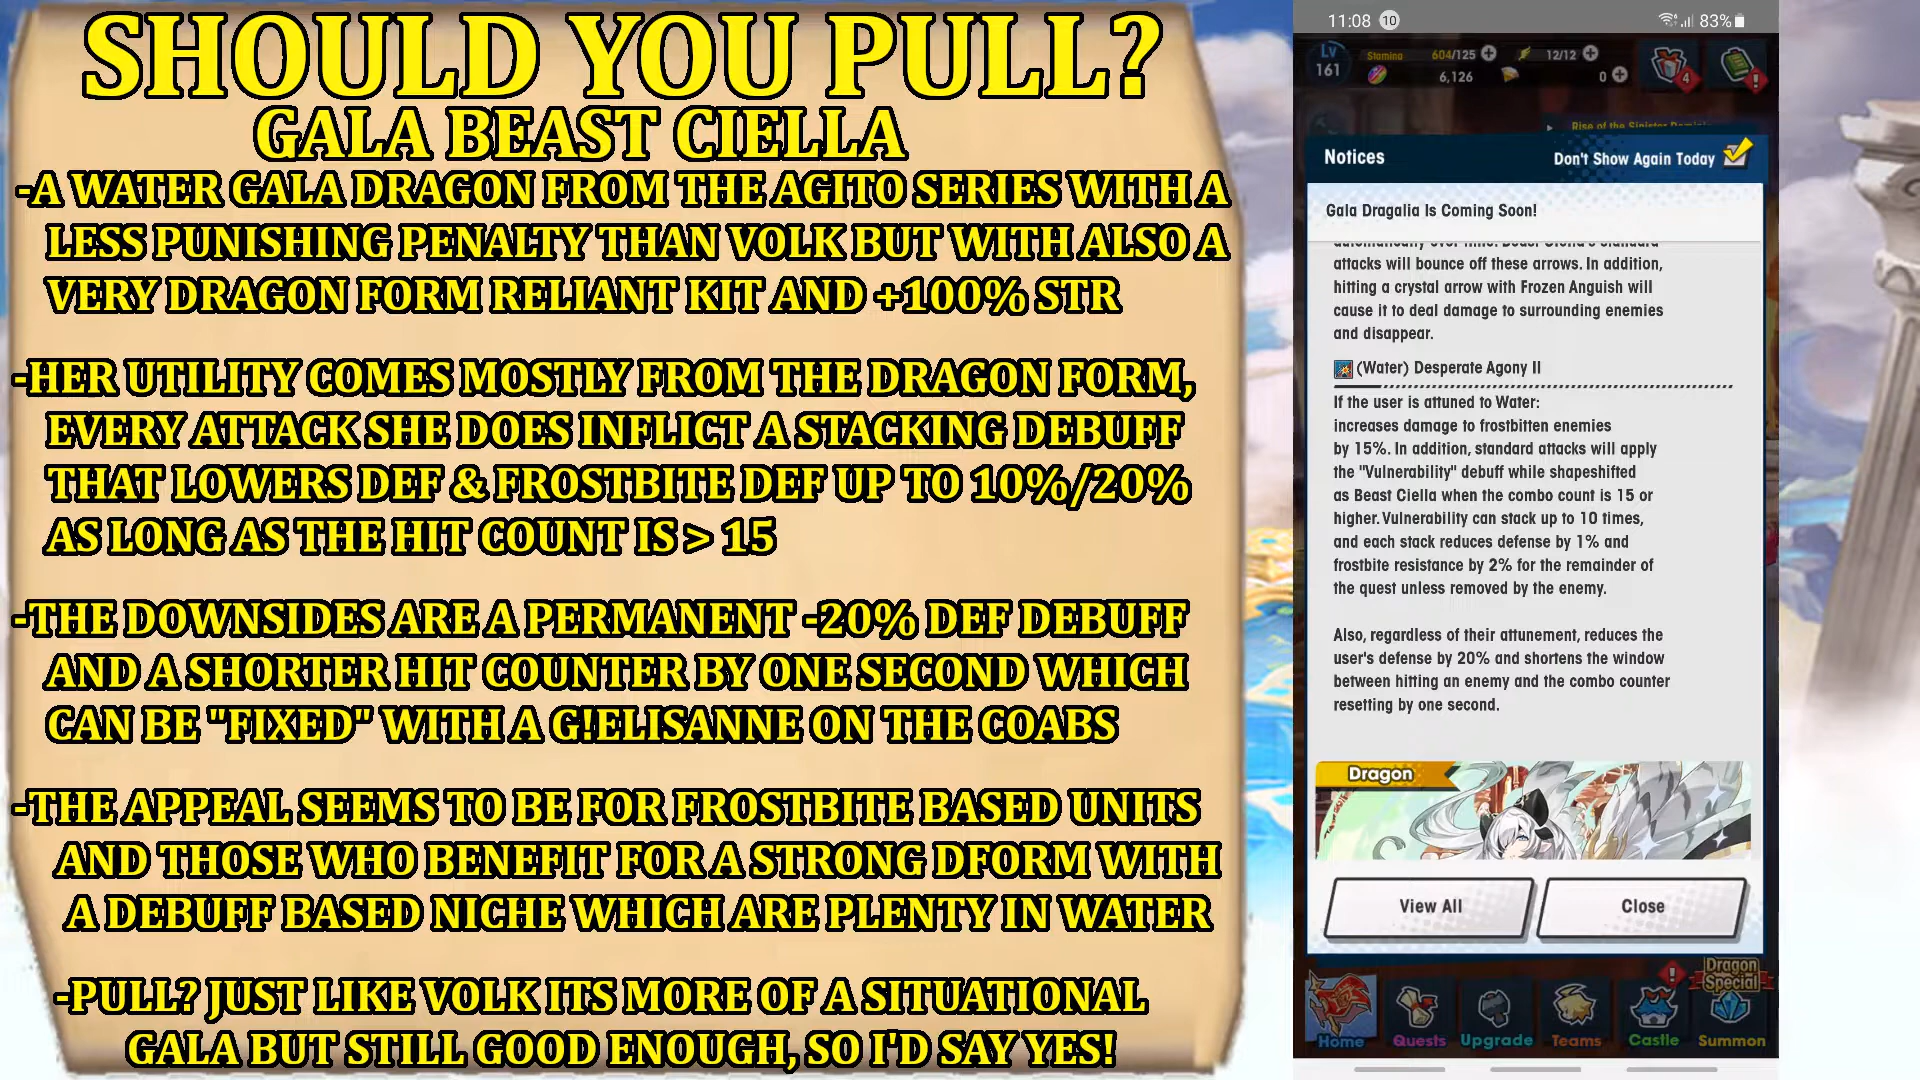 SHOULD YOU PULL?
GALA BEAST CIELLA
-A WATER GALA DRAGON FROM THE AGITO SERIES WITH A
LESS PUNISHING PENALTY THAN VOLK BUT WITH ALSO A
VERY DRAGON FORM RELIANT KIT AND +100% STR
-HER UTILITY COMES MOSTLY FROM THE DRAGON FORM,
EVERY ATTACK SHE DOES INFLICT A STACKING DEBUFF
THAT LOWERS DEF & FROSTBITE DEF UP TO 10%/20%
AS LONG AS THE HIT COUNT IS > 15
-THE DOWNSIDES ARE A PERMANENT -20% DEF DEBUFF
AND A SHORTER HIT COUNTER BY ONE SECOND WHICH
CAN BE "FIXED" WITH A G!ELISANNE ON THE COABS
-THE APPEAL SEEMS TO BE FOR FROSTBITE BASED UNITS
AND THOSE WHO BENEFIT FOR A STRONG DFORM WITH
A DEBUFF BASED NICHE WHICH ARE PLENTY IN WATER
-PULL? JUST LIKE VOLK ITS MORE OF A SITUATIONAL
GALA BUT STILL GOOD ENOUGH, SO I'D SAY YES!
11:08 10 83%
Lv 161 Stamina 604/125 12/12
6,126 0 4
Rise of the Sinister
Notices Don't Show Again Today
Gala Dragalia Is Coming Soon!
attacks will bounce off these arrows. In addition,
hitting a crystal arrow with Frozen Anguish will
cause it to deal damage to surrounding enemies
and disappear.
(Water) Desperate Agony II
If the user is attuned to Water:
increases damage to frostbitten enemies
by 15%. In addition, standard attacks will apply
the "Vulnerability" debuff while shapeshifted
as Beast Ciella when the combo count is 15 or
higher. Vulnerability can stack up to 10 times,
and each stack reduces defense by 1% and
frostbite resistance by 2% for the remainder of
the quest unless removed by the enemy.
Also, regardless of their attunement, reduces the
user's defense by 20% and shortens the window
between hitting an enemy and the combo counter
resetting by one second.
Dragon
View All Close
Dragon
Special
Home Quests Upgrade Teams Castle Summon